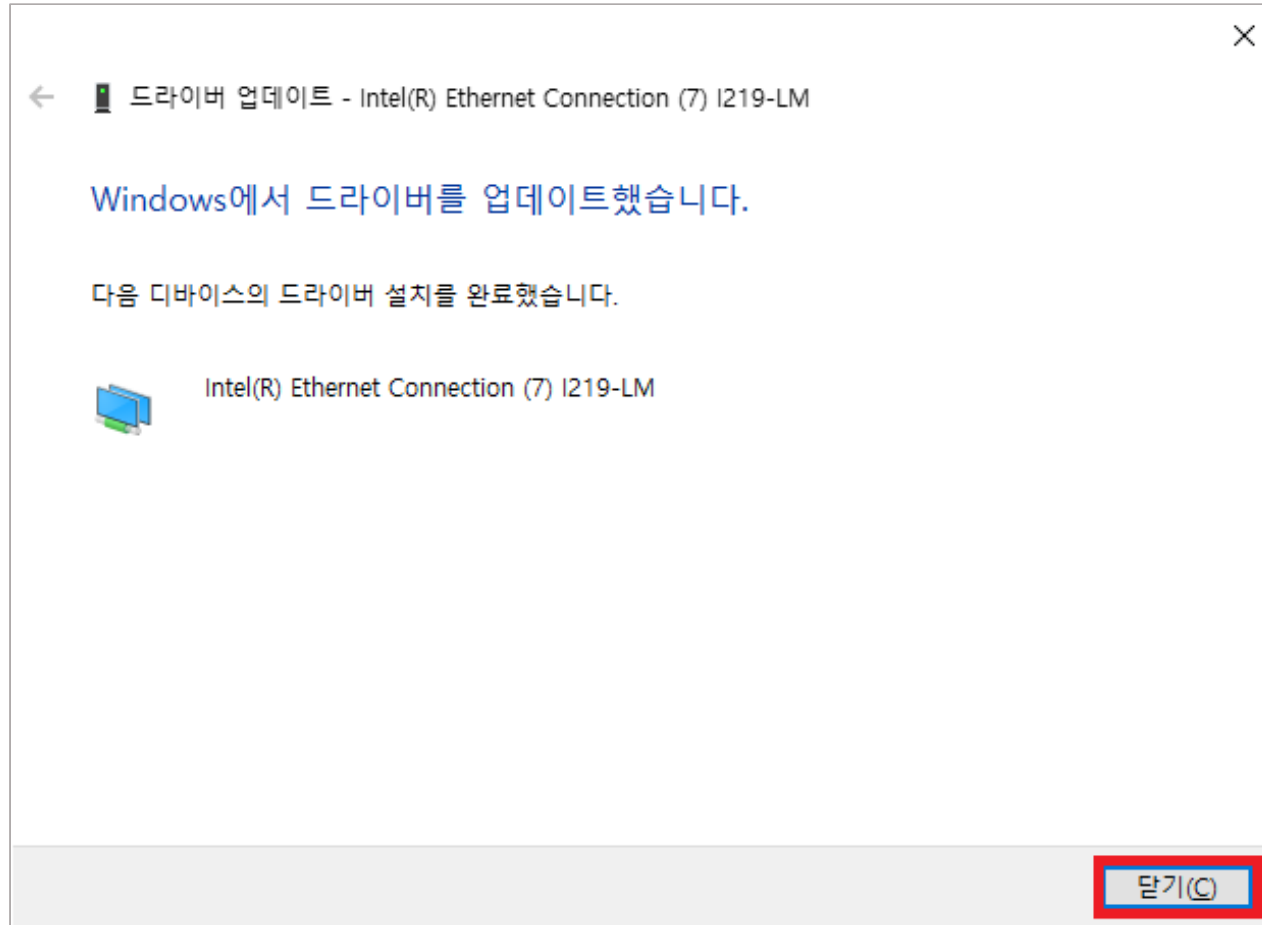 드라이버 업데이트 - Intel(R) Ethernet Connection (7) I219-LM
Windows에서 드라이버를 업데이트했습니다.
다음 디바이스의 드라이버 설치를 완료했습니다.
Intel(R) Ethernet Connection (7) I219-LM
닫기(C)